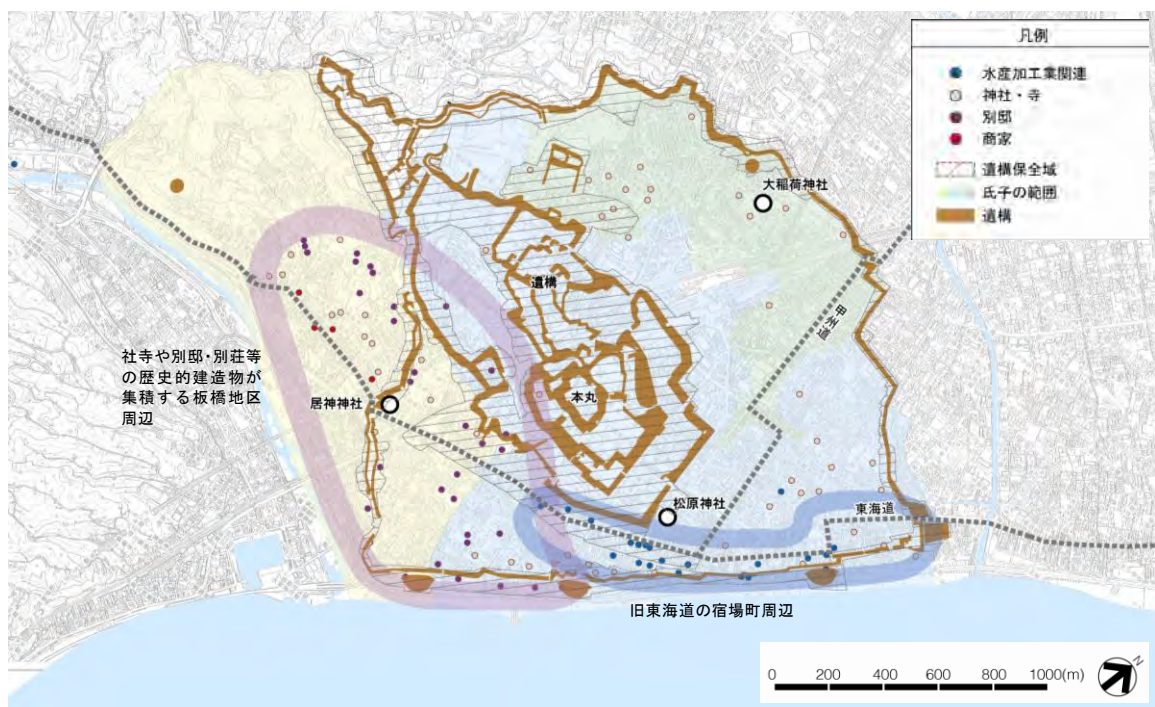 凡例
水産加工業関連
神社・寺
別邸
商家
遺構保全域
氏子の範囲
遺構
大稲荷神社
遺構
甲州道
社寺や別邸・別荘等
の歴史的建造物が
集積する板橋地区
周辺
本丸
居神神社
松原神社
東海道
旧東海道の宿場町周辺
0 200 400 600 800 1000(m)
N